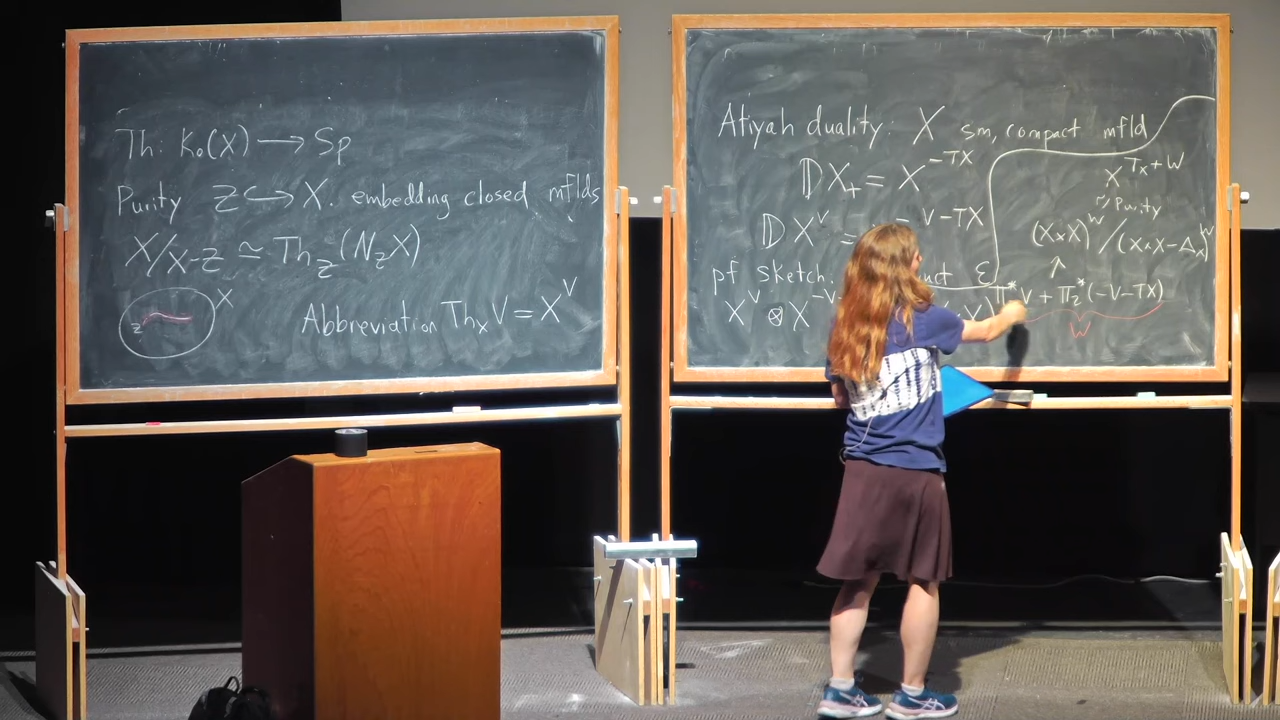 Th: K₀(X) ⟶ Sp
Purity Z ↪ X. embedding closed mflds
X/X-Z ≃ Th_Z(N_Z X)
Z X
Abbreviation Th_X V = X^V
Atiyah duality: X sm, compact mfld
𝔻X₊ = X^{-TX}
𝔻X^V = ^{-V-TX}
pf sketch. ε
X^V ⊗ X^{-V} X)^{π* V + π₂*(-V-TX)}
W
X^{TX+W}
≃ Purity
(X×X)^W/(X×X-Δ_X)^W
↑